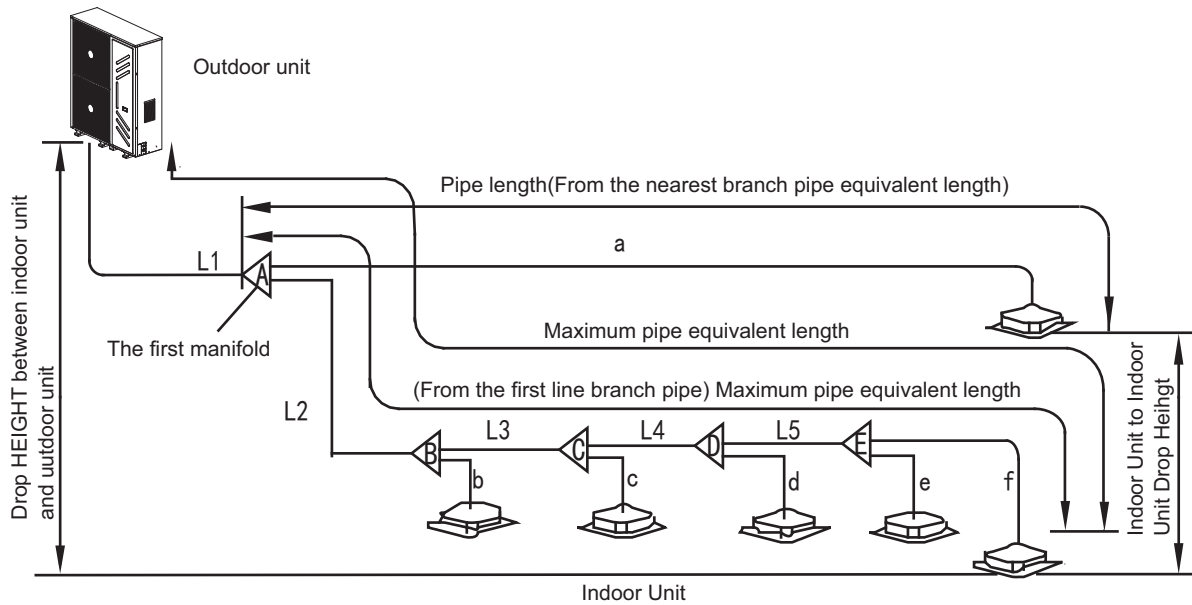 Outdoor unit
Drop HEIGHT between indoor unit
and uutdoor unit
Pipe length(From the nearest branch pipe equivalent length)
a
L1
A
The first manifold
Maximum pipe equivalent length
(From the first line branch pipe) Maximum pipe equivalent length
L2
L3
L4
L5
B
C
D
E
b
c
d
e
f
Indoor Unit to Indoor
Unit Drop Heihgt
Indoor Unit